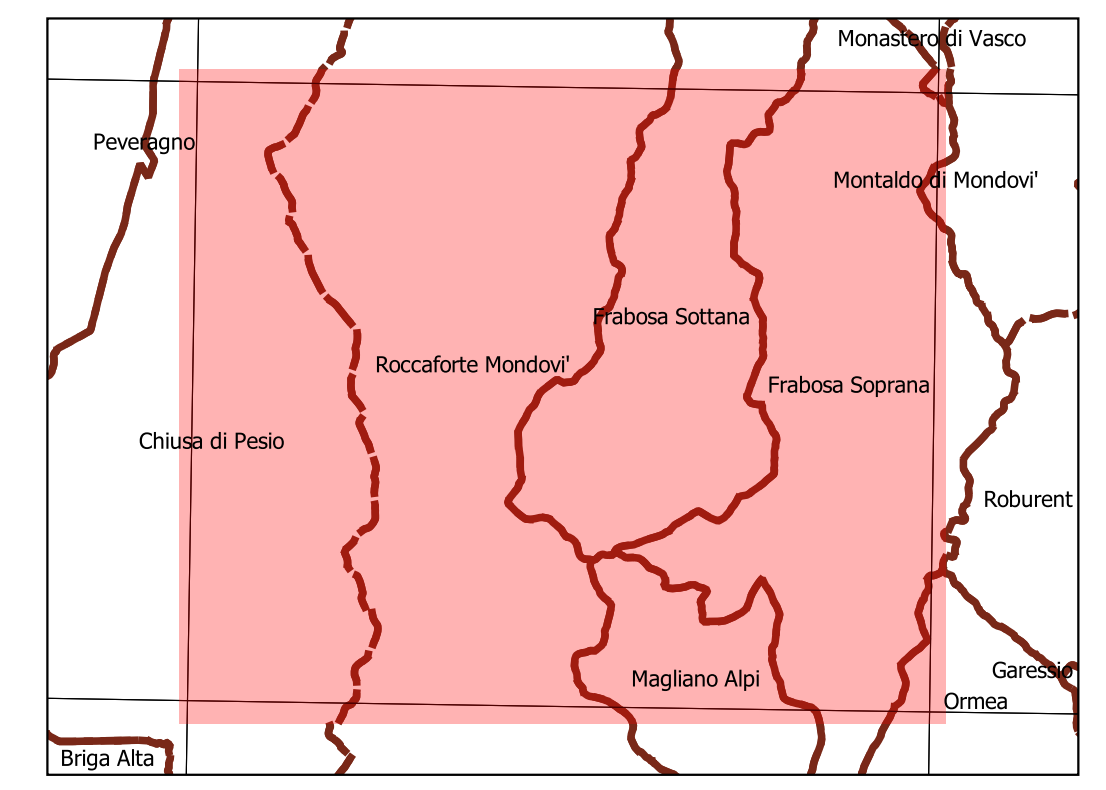 Monastero di Vasco
Peveragno
Montaldo di Mondovi'
Frabosa Sottana
Roccaforte Mondovi'
Frabosa Soprana
Chiusa di Pesio
Roburent
Garessio
Magliano Alpi
Ormea
Briga Alta